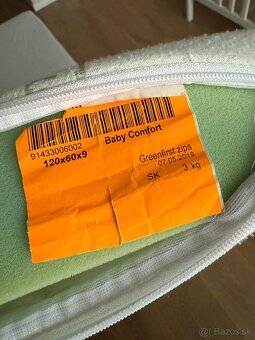 91433006002
Baby Comfort
120x60x9
Greenfirst zips
07.05.2019
SK 3 kg
© Bazos.sk